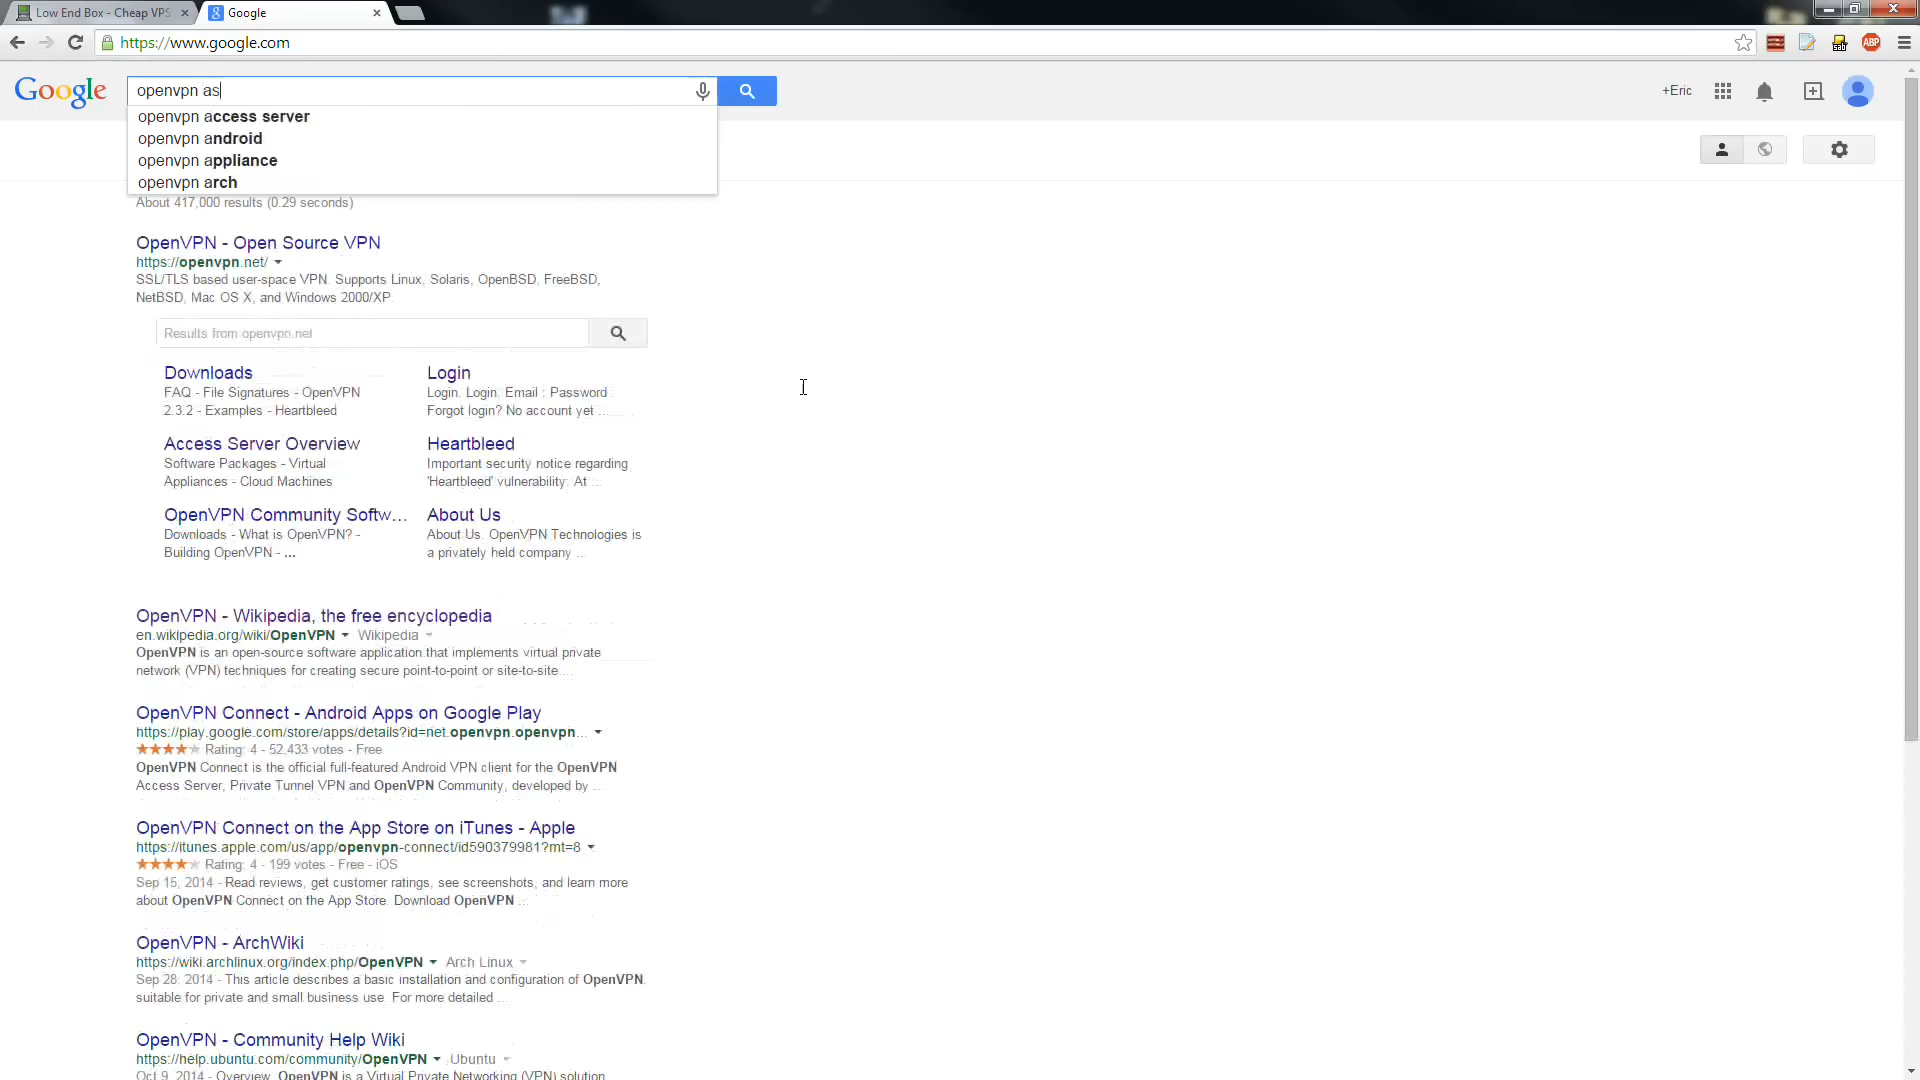 Low End Box - Cheap VPS
Google
https://www.google.com
Google
openvpn as
+Eric
openvpn access server
openvpn android
openvpn appliance
openvpn arch
About 417,000 results (0.29 seconds)
OpenVPN - Open Source VPN
https://openvpn.net/
SSL/TLS based user-space VPN. Supports Linux, Solaris, OpenBSD, FreeBSD,
NetBSD, Mac OS X, and Windows 2000/XP.
Results from openvpn.net
Downloads
FAQ - File Signatures - OpenVPN
2.3.2 - Examples - Heartbleed
Login
Login. Login. Email : Password
Forgot login? No account yet ...
Access Server Overview
Software Packages - Virtual
Appliances - Cloud Machines
Heartbleed
Important security notice regarding
'Heartbleed' vulnerability: At ...
OpenVPN Community Softw...
Downloads - What is OpenVPN? -
Building OpenVPN - ...
About Us
About Us. OpenVPN Technologies is
a privately held company ...
OpenVPN - Wikipedia, the free encyclopedia
en.wikipedia.org/wiki/OpenVPN Wikipedia
OpenVPN is an open-source software application that implements virtual private
network (VPN) techniques for creating secure point-to-point or site-to-site ...
OpenVPN Connect - Android Apps on Google Play
https://play.google.com/store/apps/details?id=net.openvpn.openvpn...
Rating: 4 - 52,433 votes - Free
OpenVPN Connect is the official full-featured Android VPN client for the OpenVPN
Access Server, Private Tunnel VPN and OpenVPN Community, developed by ...
OpenVPN Connect on the App Store on iTunes - Apple
https://itunes.apple.com/us/app/openvpn-connect/id590379981?mt=8
Rating: 4 - 199 votes - Free - iOS
Sep 15, 2014 - Read reviews, get customer ratings, see screenshots, and learn more
about OpenVPN Connect on the App Store. Download OpenVPN ...
OpenVPN - ArchWiki
https://wiki.archlinux.org/index.php/OpenVPN Arch Linux
Sep 28, 2014 - This article describes a basic installation and configuration of OpenVPN,
suitable for private and small business use. For more detailed ...
OpenVPN - Community Help Wiki
https://help.ubuntu.com/community/OpenVPN Ubuntu
Oct 9, 2014 - Overview. OpenVPN is a Virtual Private Networking (VPN) solution